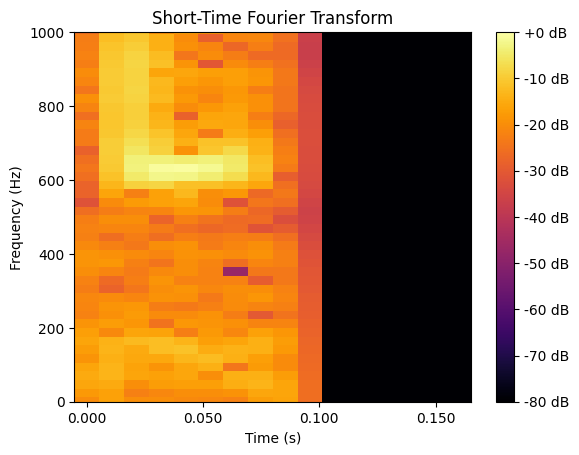 Short-Time Fourier Transform
1000
800
600
400
200
0
Frequency (Hz)
0.000
0.050
0.100
0.150
Time (s)
+0 dB
-10 dB
-20 dB
-30 dB
-40 dB
-50 dB
-60 dB
-70 dB
-80 dB